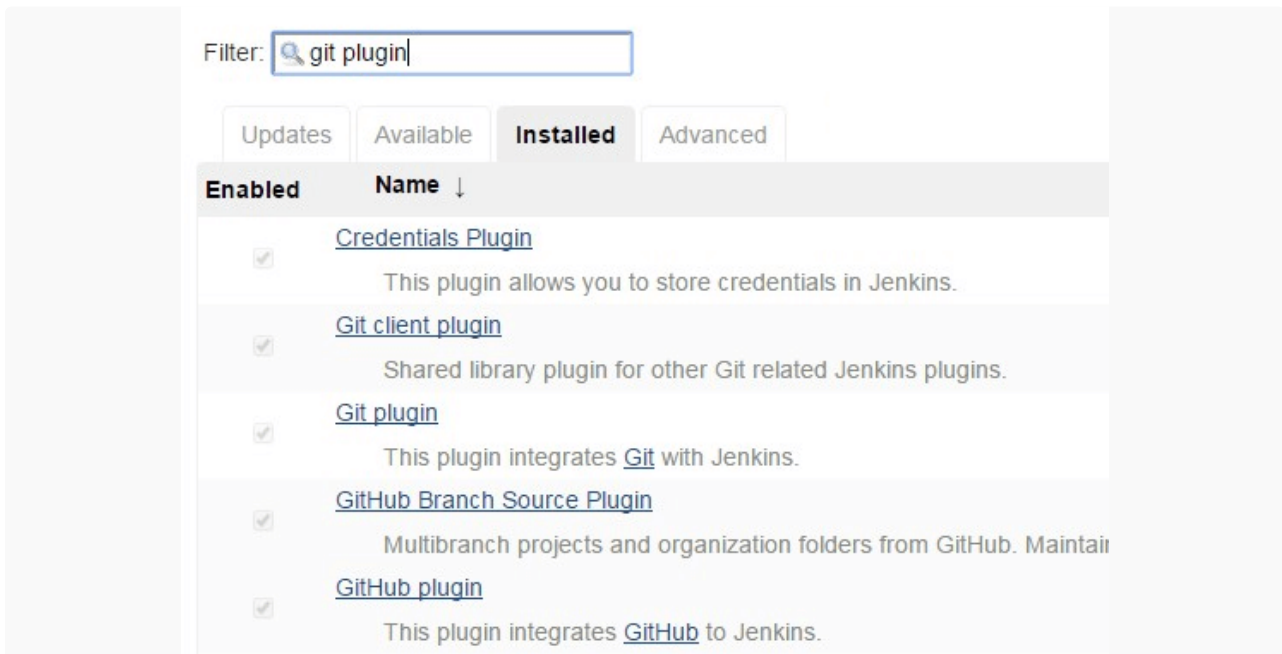 Filter: git plugin
Updates Available Installed Advanced
Enabled Name ↓
Credentials Plugin
This plugin allows you to store credentials in Jenkins.
Git client plugin
Shared library plugin for other Git related Jenkins plugins.
Git plugin
This plugin integrates Git with Jenkins.
GitHub Branch Source Plugin
Multibranch projects and organization folders from GitHub. Maintain
GitHub plugin
This plugin integrates GitHub to Jenkins.